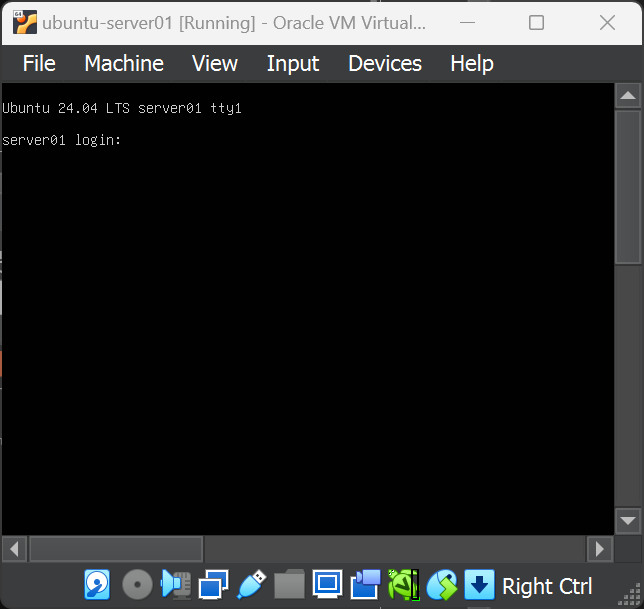 ubuntu-server01 [Running] - Oracle VM Virtual...
File Machine View Input Devices Help
Ubuntu 24.04 LTS server01 tty1
server01 login:
Right Ctrl